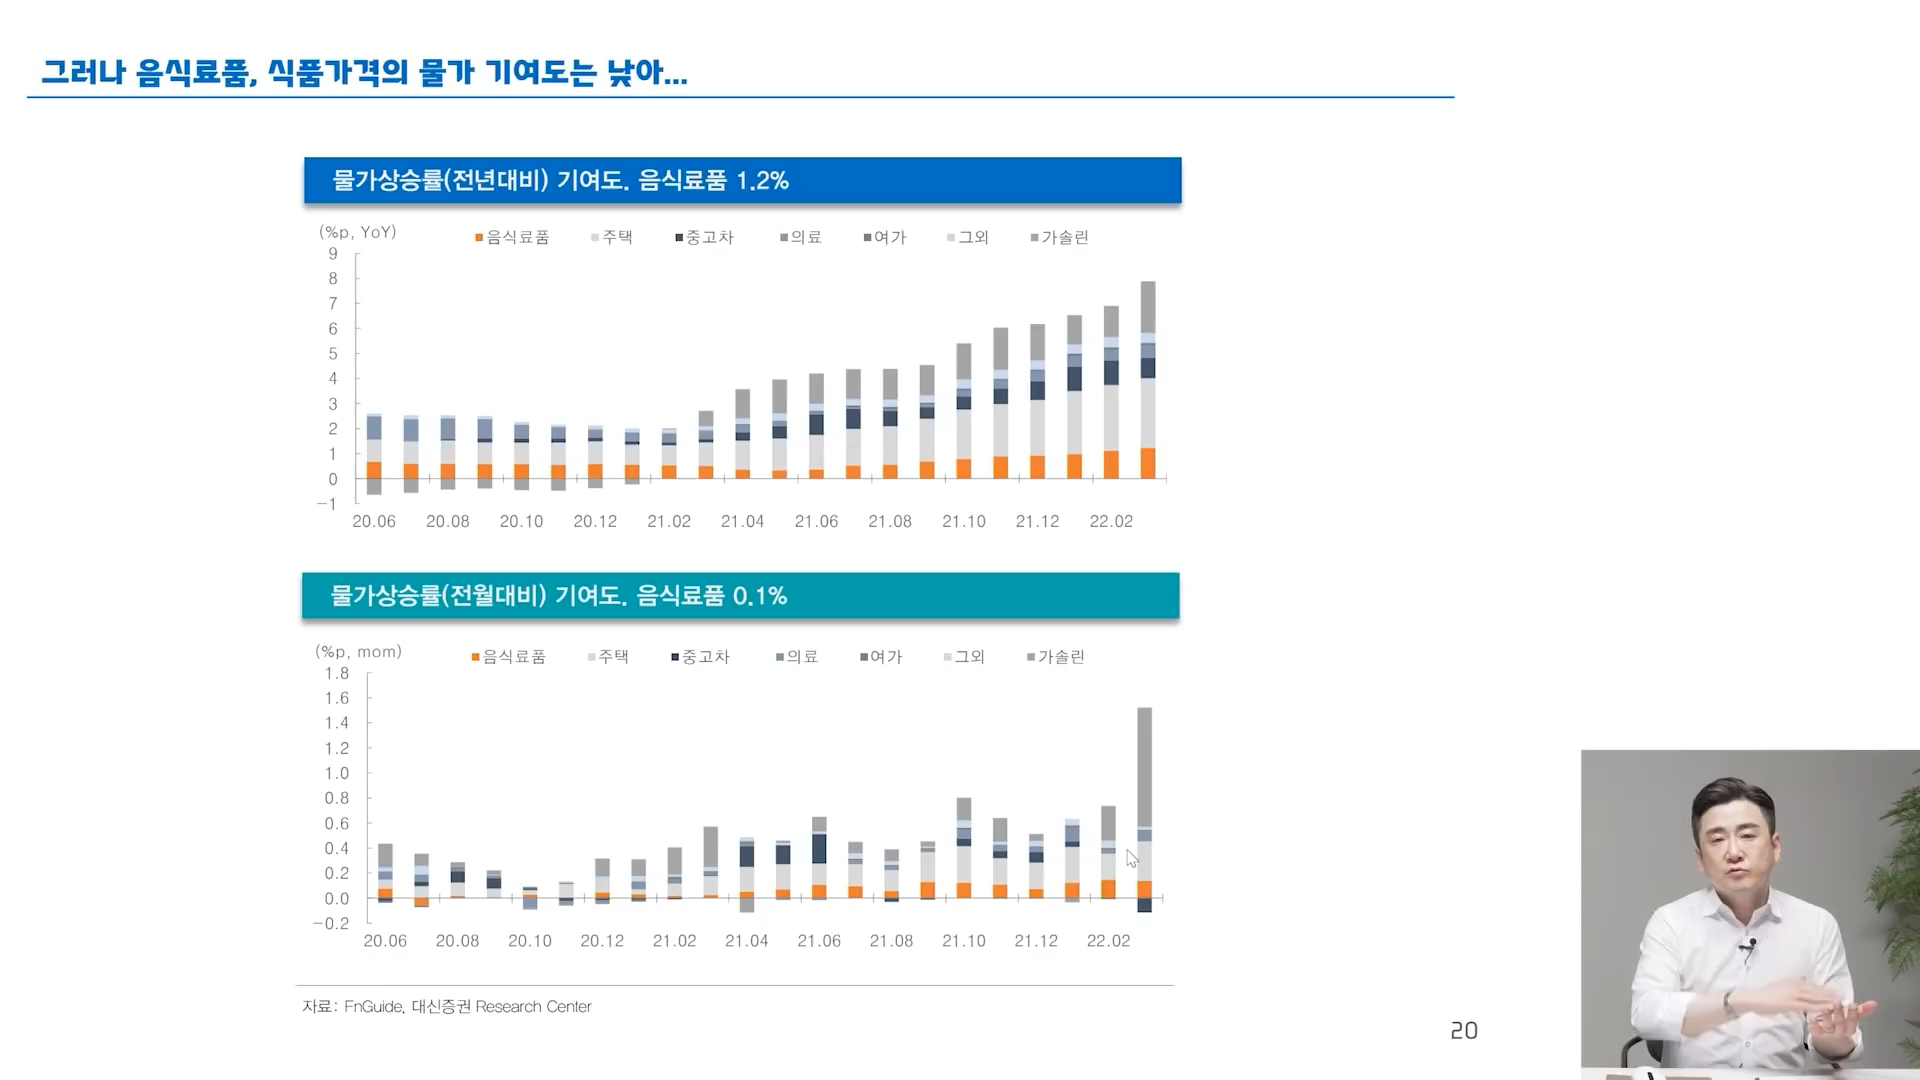 그러나 음식료품, 식품가격의 물가 기여도는 낮아...
물가상승률(전년대비) 기여도. 음식료품 1.2%
(%p, YoY)
음식료품 주택 중고차 의료 여가 그외 가솔린
9
8
7
6
5
4
3
2
1
0
-1
20.06 20.08 20.10 20.12 21.02 21.04 21.06 21.08 21.10 21.12 22.02
물가상승률(전월대비) 기여도. 음식료품 0.1%
(%p, mom)
음식료품 주택 중고차 의료 여가 그외 가솔린
1.8
1.6
1.4
1.2
1.0
0.8
0.6
0.4
0.2
0.0
-0.2
20.06 20.08 20.10 20.12 21.02 21.04 21.06 21.08 21.10 21.12 22.02
자료: FnGuide, 대신증권 Research Center
20